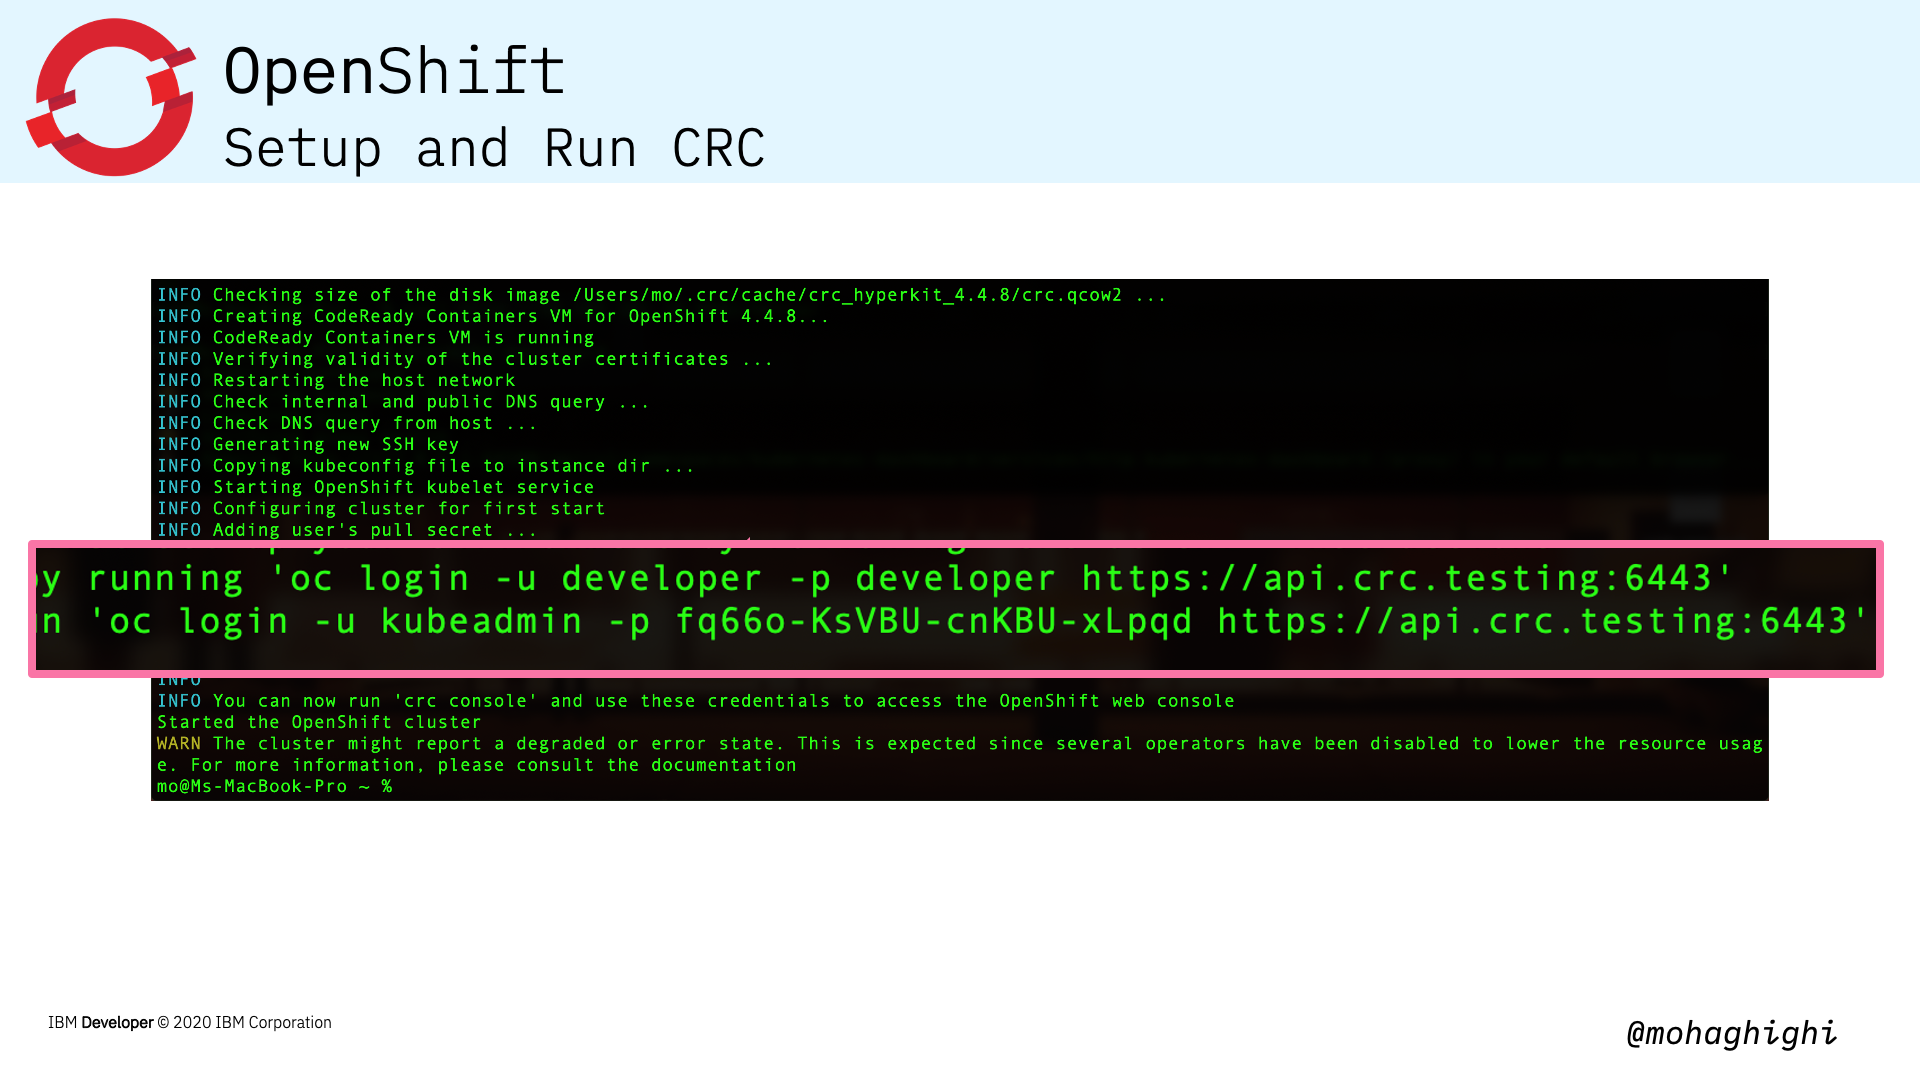 OpenShift
Setup and Run CRC
INFO Checking size of the disk image /Users/mo/.crc/cache/crc_hyperkit_4.4.8/crc.qcow2 ...
INFO Creating CodeReady Containers VM for OpenShift 4.4.8...
INFO CodeReady Containers VM is running
INFO Verifying validity of the cluster certificates ...
INFO Restarting the host network
INFO Check internal and public DNS query ...
INFO Check DNS query from host ...
INFO Generating new SSH key
INFO Copying kubeconfig file to instance dir ...
INFO Starting OpenShift kubelet service
INFO Configuring cluster for first start
INFO Adding user's pull secret ...
running 'oc login -u developer -p developer https://api.crc.testing:6443'
'oc login -u kubeadmin -p fq66o-KsVBU-cnKBU-xLpqd https://api.crc.testing:6443'
INFO
INFO You can now run 'crc console' and use these credentials to access the OpenShift web console
Started the OpenShift cluster
WARN The cluster might report a degraded or error state. This is expected since several operators have been disabled to lower the resource usag
e. For more information, please consult the documentation
mo@Ms-MacBook-Pro ~ %
IBM Developer © 2020 IBM Corporation
@mohaghighi